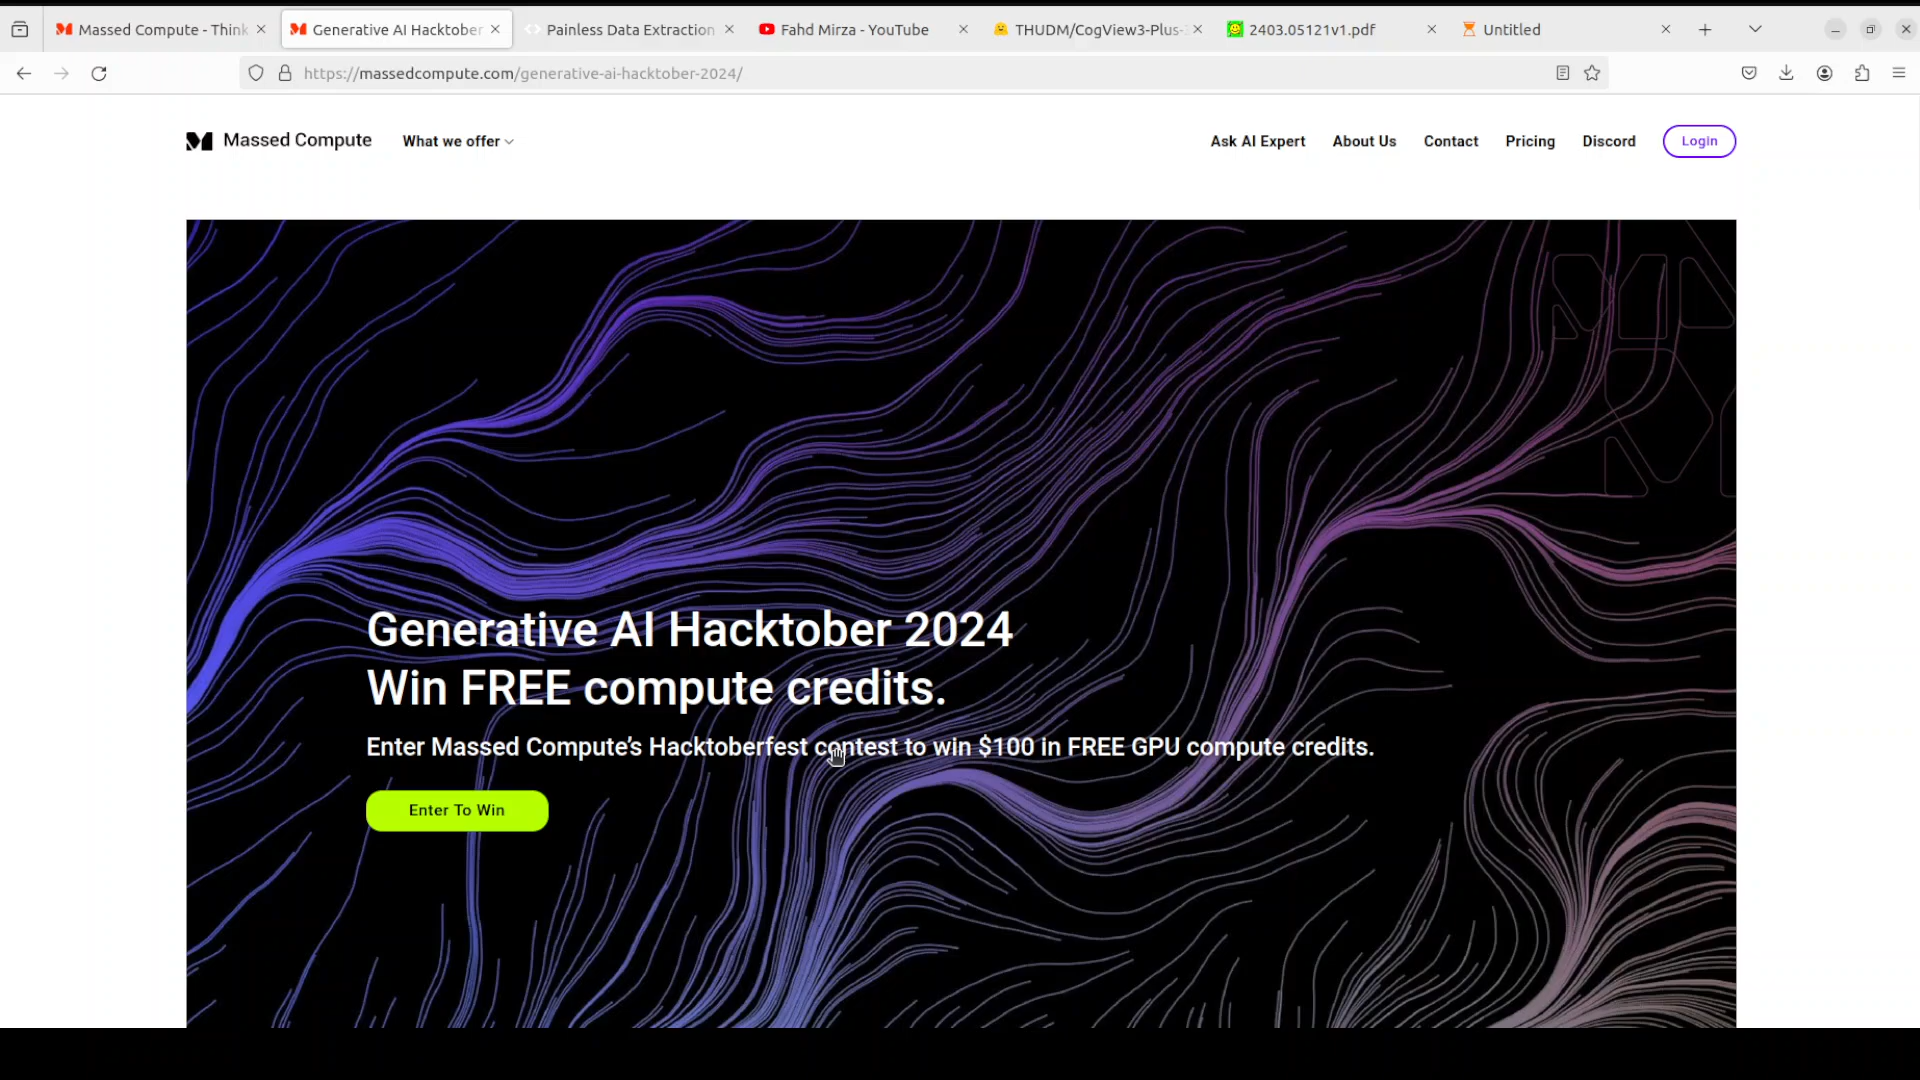 Massed Compute - Think
Generative AI Hacktober
Painless Data Extraction
Fahd Mirza - YouTube
THUDM/CogView3-Plus-
2403.05121v1.pdf
Untitled
https://massedcompute.com/generative-ai-hacktober-2024/
Massed Compute
What we offer
Ask AI Expert
About Us
Contact
Pricing
Discord
Login
Generative AI Hacktober 2024
Win FREE compute credits.
Enter Massed Compute’s Hacktoberfest contest to win $100 in FREE GPU compute credits.
Enter To Win